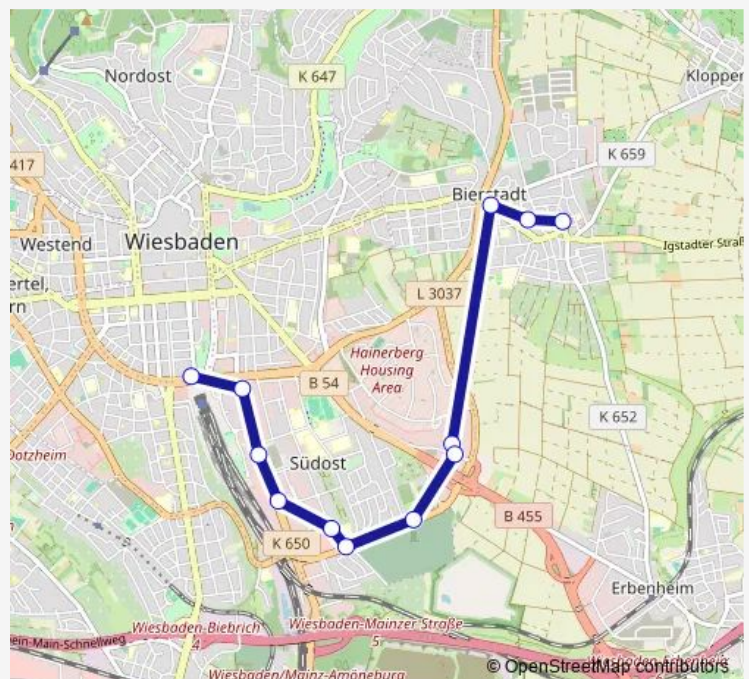 Nordost
K 647
Klopper
417
K 659
Bierstadt
Westend
Wiesbaden
Igstadter Straß
ertel,
rn
L 3037
Hainerberg
Housing
Area
B 54
K 652
Dotzheim
Südost
B 455
K 650
Erbenheim
Wiesbaden-Biebrich
4
Wiesbaden-Mainzer Straße
5
ein-Main-Schnellweg
Wiesbaden-Erbenheim
Wiesbaden/Mainz-Amöneburg
© OpenStreetMap contributors